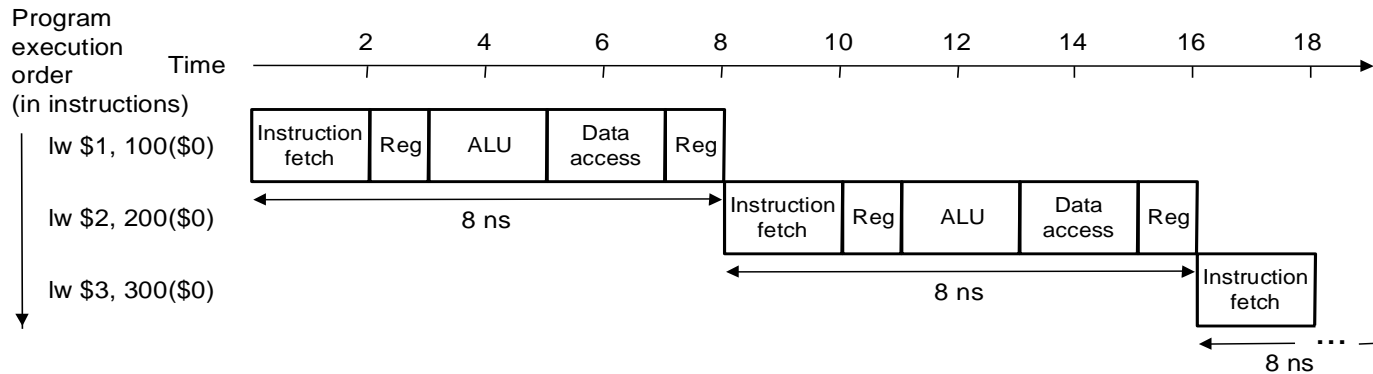 Program
execution
order
(in instructions)
Time
2 4 6 8 10 12 14 16 18
lw $1, 100($0)
Instruction
fetch
Reg
ALU
Data
access
Reg
8 ns
lw $2, 200($0)
Instruction
fetch
Reg
ALU
Data
access
Reg
8 ns
lw $3, 300($0)
Instruction
fetch
...
8 ns